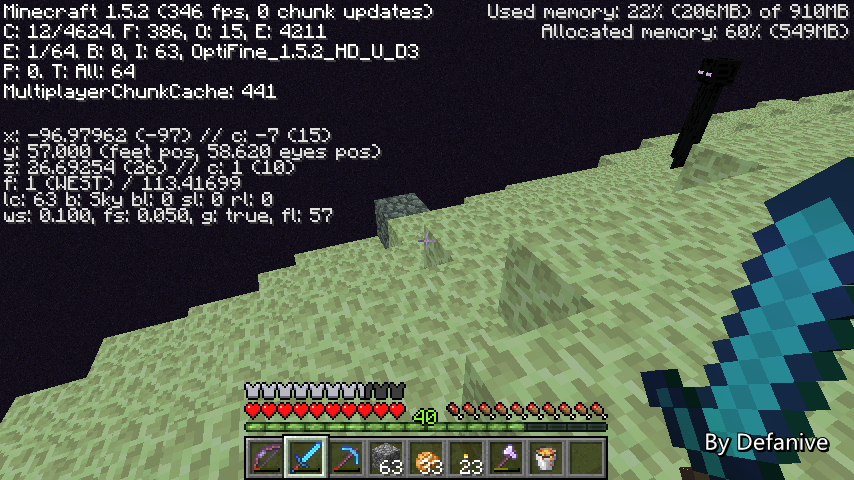 Minecraft 1.5.2 (346 fps, 0 chunk updates)
C: 12/4624. F: 386, O: 15, E: 4211
E: 1/64. B: 0, I: 63, OptiFine_1.5.2_HD_U_D3
P: 0. T: All: 64
MultiplayerChunkCache: 441
Used memory: 22% (206MB) of 910MB
Allocated memory: 60% (549MB)
x: -96.97962 (-97) // c: -7 (15)
y: 57.000 (feet pos, 58.620 eyes pos)
z: 26.69254 (26) // c: 1 (10)
f: 1 (WEST) / 113.41699
lc: 63 b: Sky bl: 0 sl: 0 rl: 0
ws: 0.100, fs: 0.050, g: true, fl: 57
40
63 33 23
By Defanive